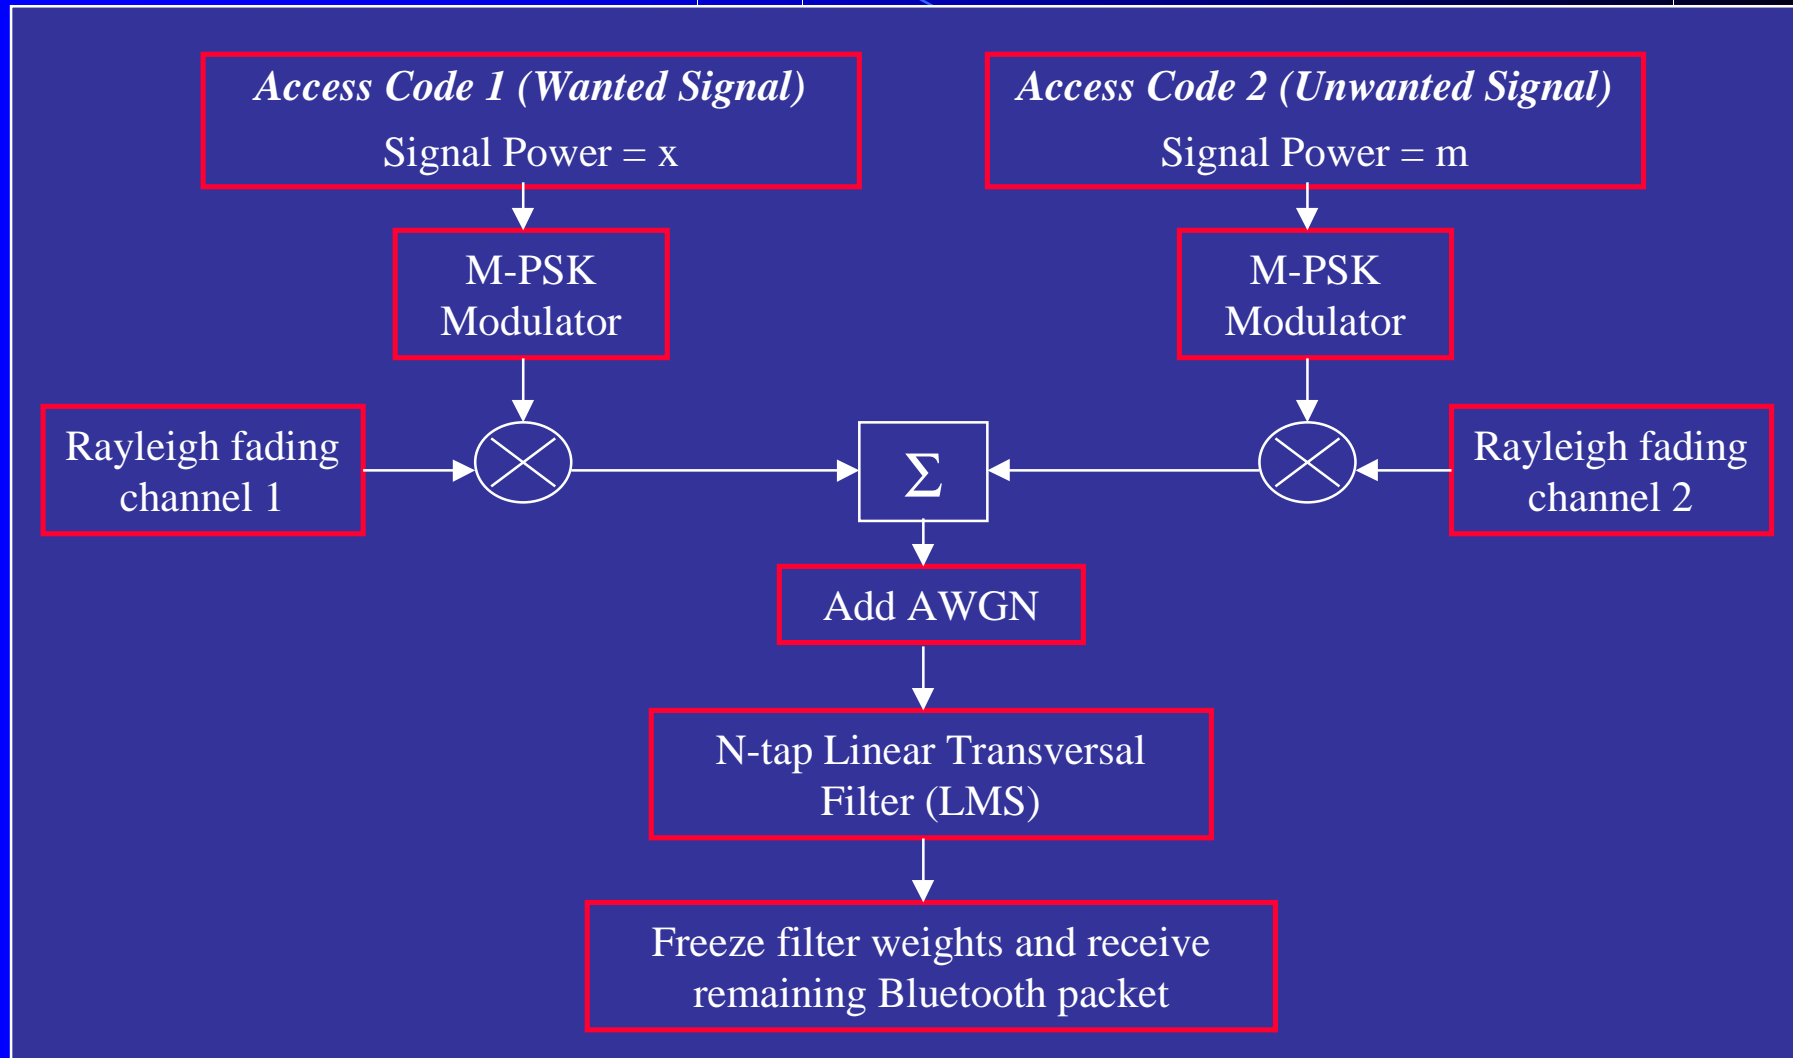 Access Code 1 (Wanted Signal)
Signal Power = x
Access Code 2 (Unwanted Signal)
Signal Power = m
M-PSK
Modulator
M-PSK
Modulator
Rayleigh fading
channel 1
Σ
Rayleigh fading
channel 2
Add AWGN
N-tap Linear Transversal
Filter (LMS)
Freeze filter weights and receive
remaining Bluetooth packet